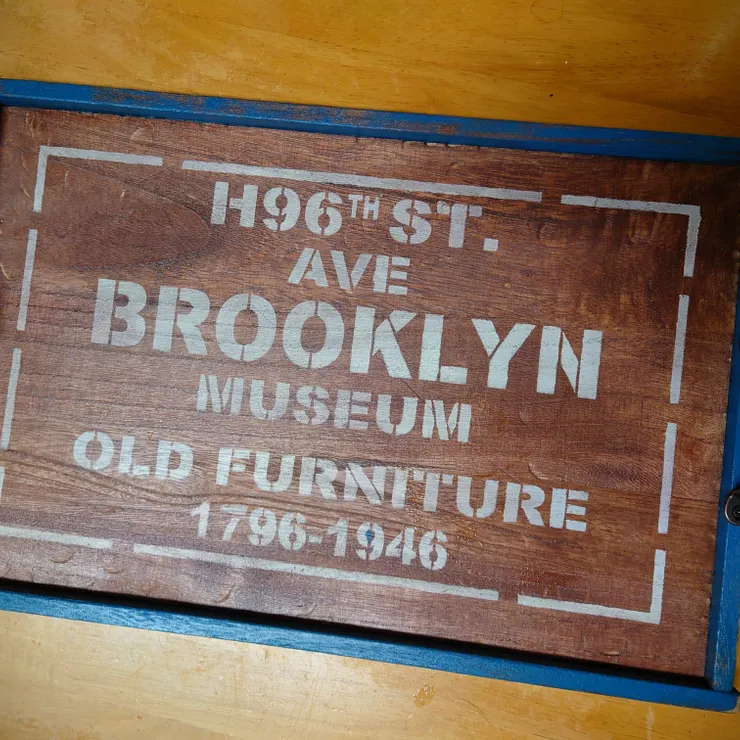 H96TH ST.
AVE
BROOKLYN
MUSEUM
OLD FURNITURE
1796-1946